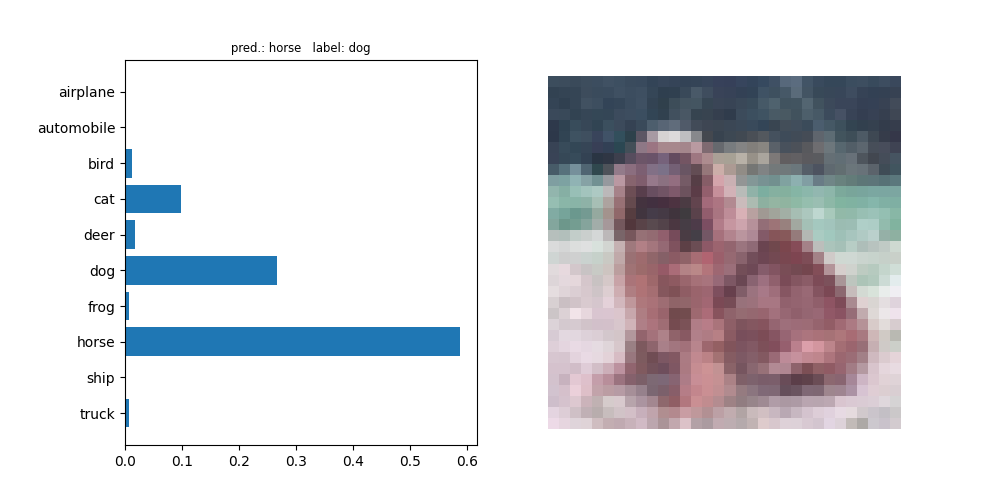 pred.: horse   label: dog
airplane
automobile
bird
cat
deer
dog
frog
horse
ship
truck
0.0 0.1 0.2 0.3 0.4 0.5 0.6